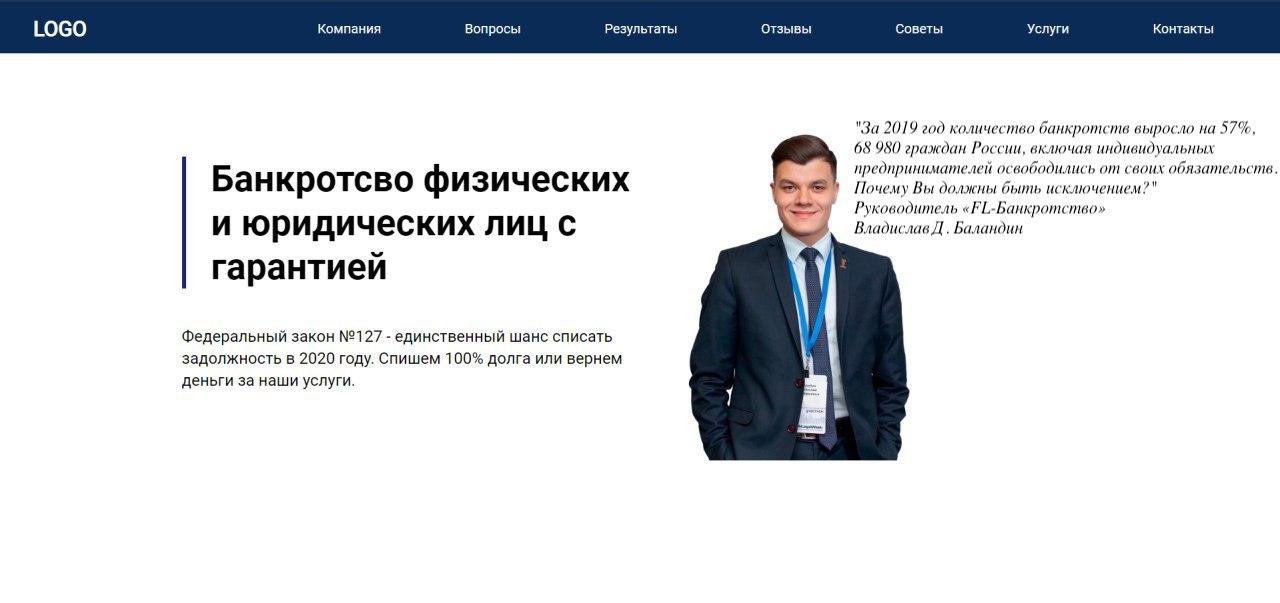 LOGO
Компания
Вопросы
Результаты
Отзывы
Советы
Услуги
Контакты
Банкротсво физических
и юридических лиц с
гарантией
Федеральный закон №127 - единственный шанс списать
задолжность в 2020 году. Спишем 100% долга или вернем
деньги за наши услуги.
"За 2019 год количество банкротств выросло на 57%,
68 980 граждан России, включая индивидуальных
предпринимателей освободились от своих обязательств.
Почему Вы должны быть исключением?"
Руководитель «FL-Банкротство»
Владислав Д. Баландин